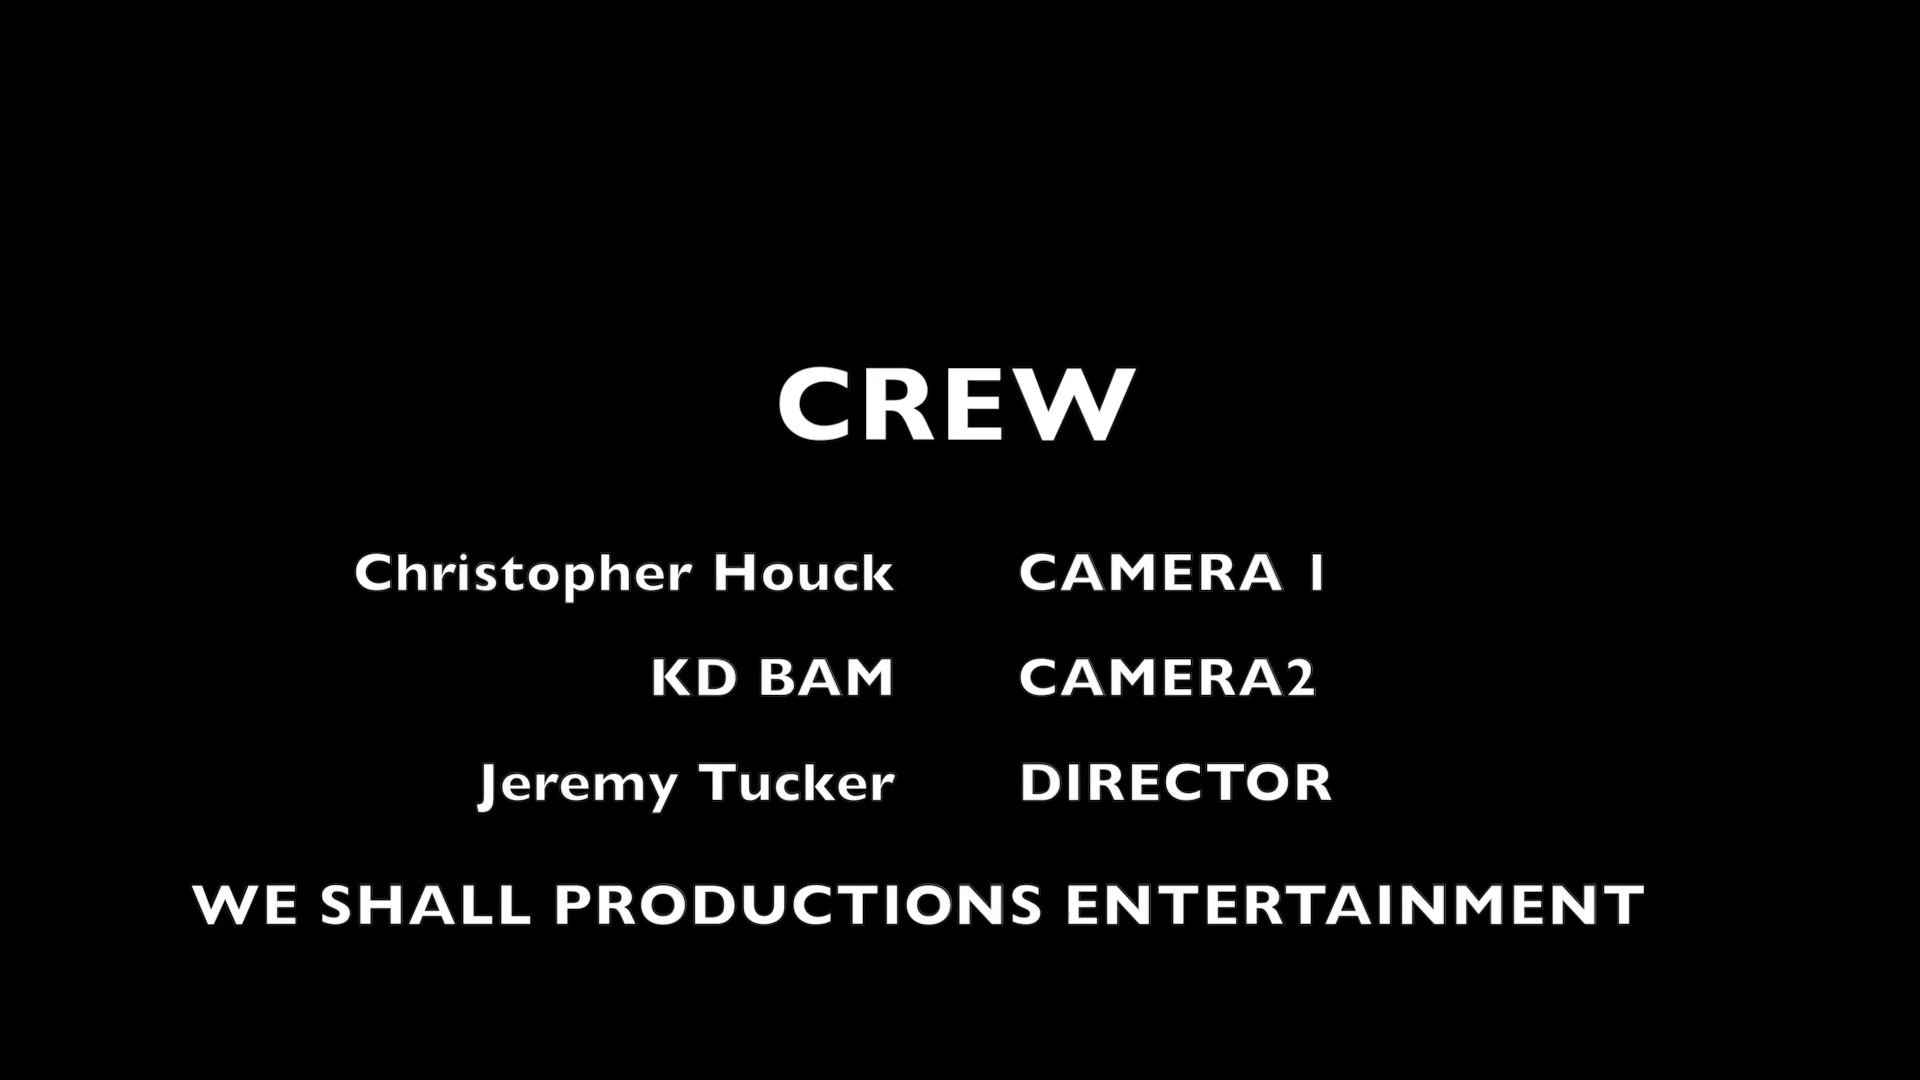 CREW
Christopher Houck CAMERA 1
KD BAM CAMERA2
Jeremy Tucker DIRECTOR
WE SHALL PRODUCTIONS ENTERTAINMENT